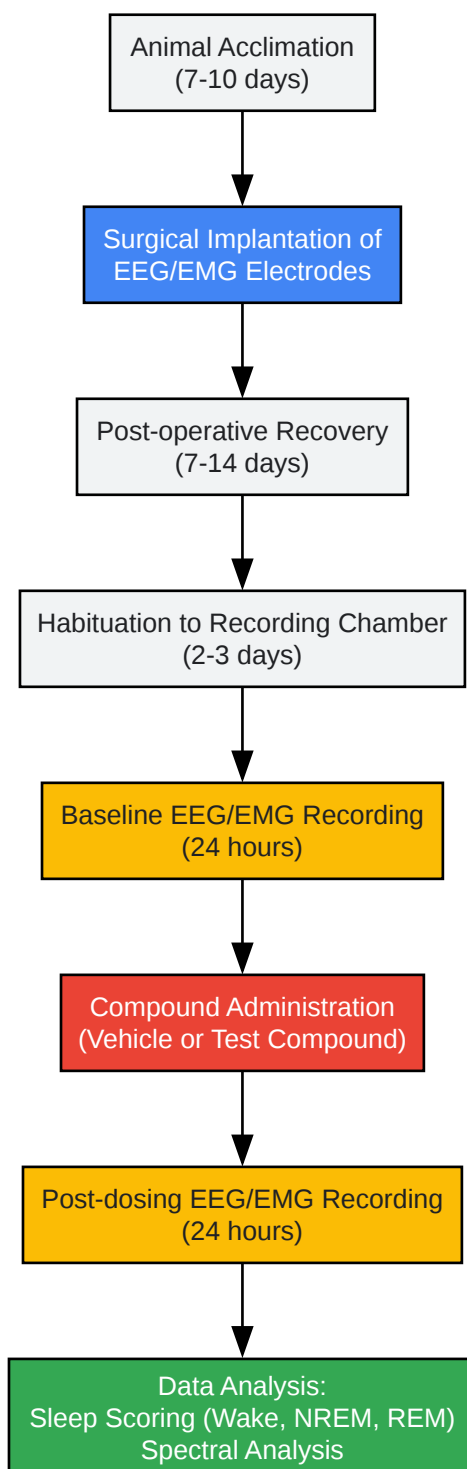 Animal Acclimation
(7-10 days)
Surgical Implantation of
EEG/EMG Electrodes
Post-operative Recovery
(7-14 days)
Habituation to Recording Chamber
(2-3 days)
Baseline EEG/EMG Recording
(24 hours)
Compound Administration
(Vehicle or Test Compound)
Post-dosing EEG/EMG Recording
(24 hours)
Data Analysis:
Sleep Scoring (Wake, NREM, REM)
Spectral Analysis